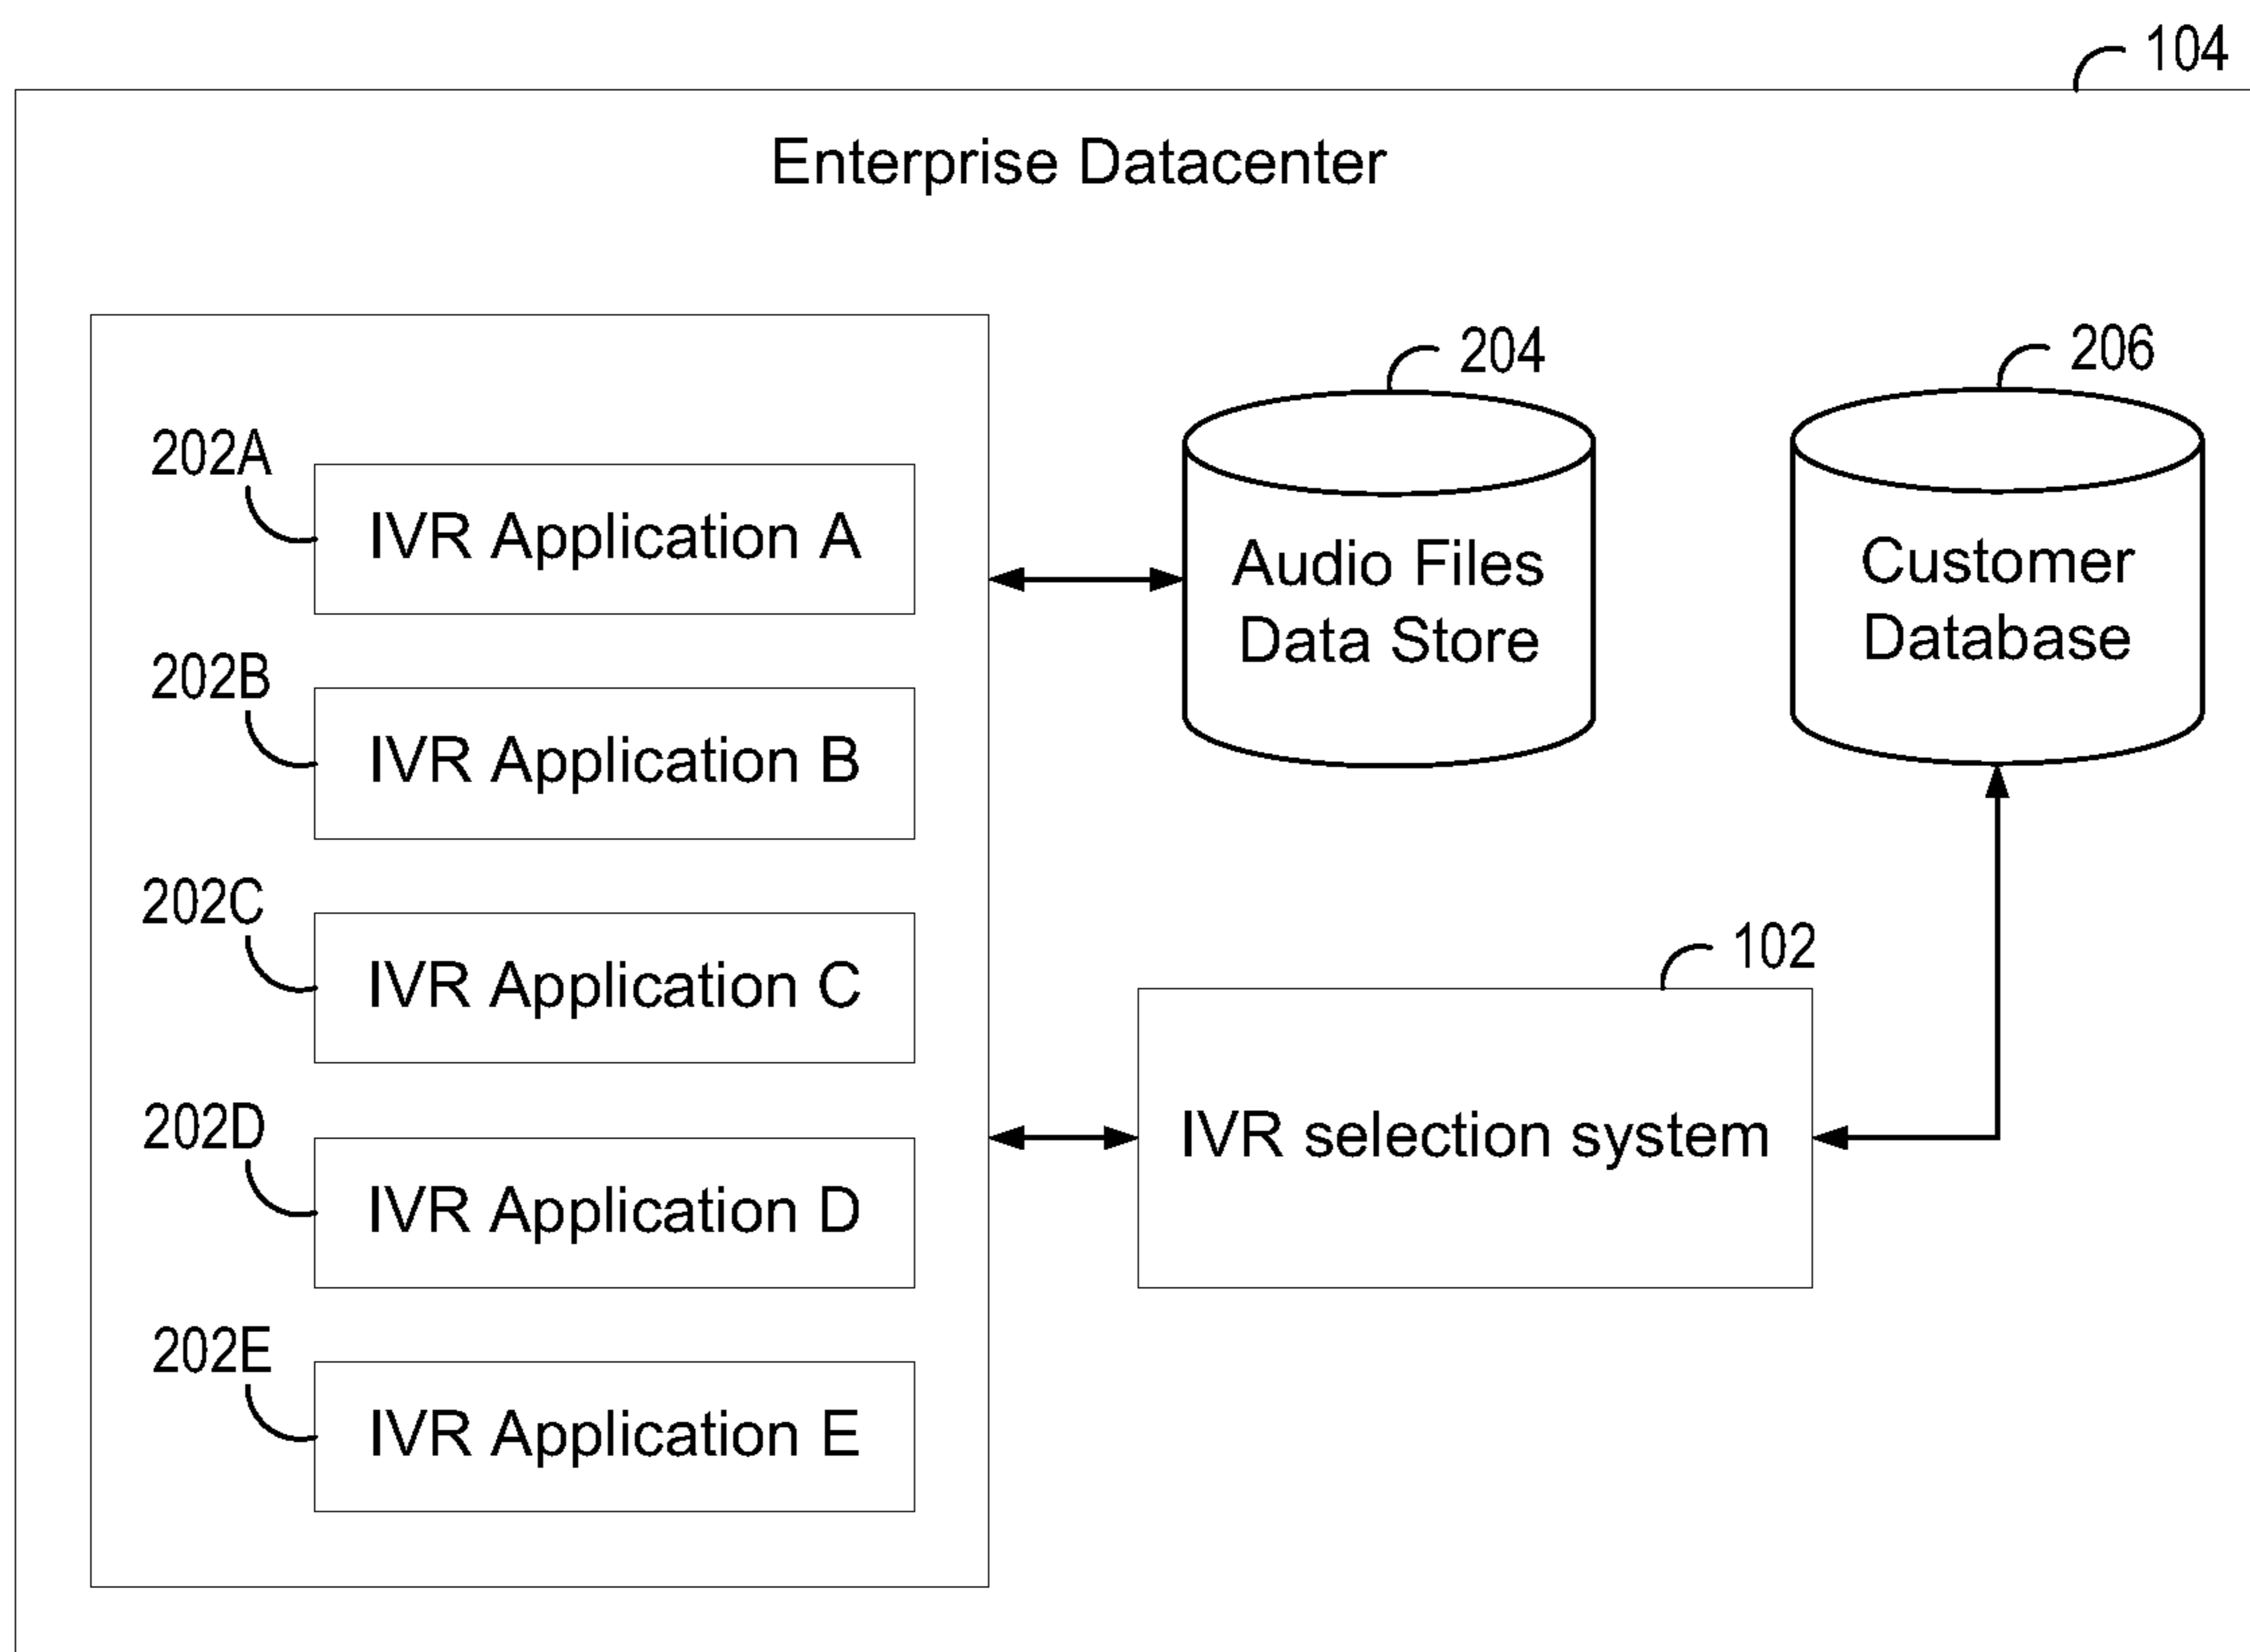 104
Enterprise Datacenter
204
206
202A
IVR Application A
Audio Files
Data Store
Customer
Database
202B
IVR Application B
202C
IVR Application C
102
202D
IVR Application D
IVR selection system
202E
IVR Application E